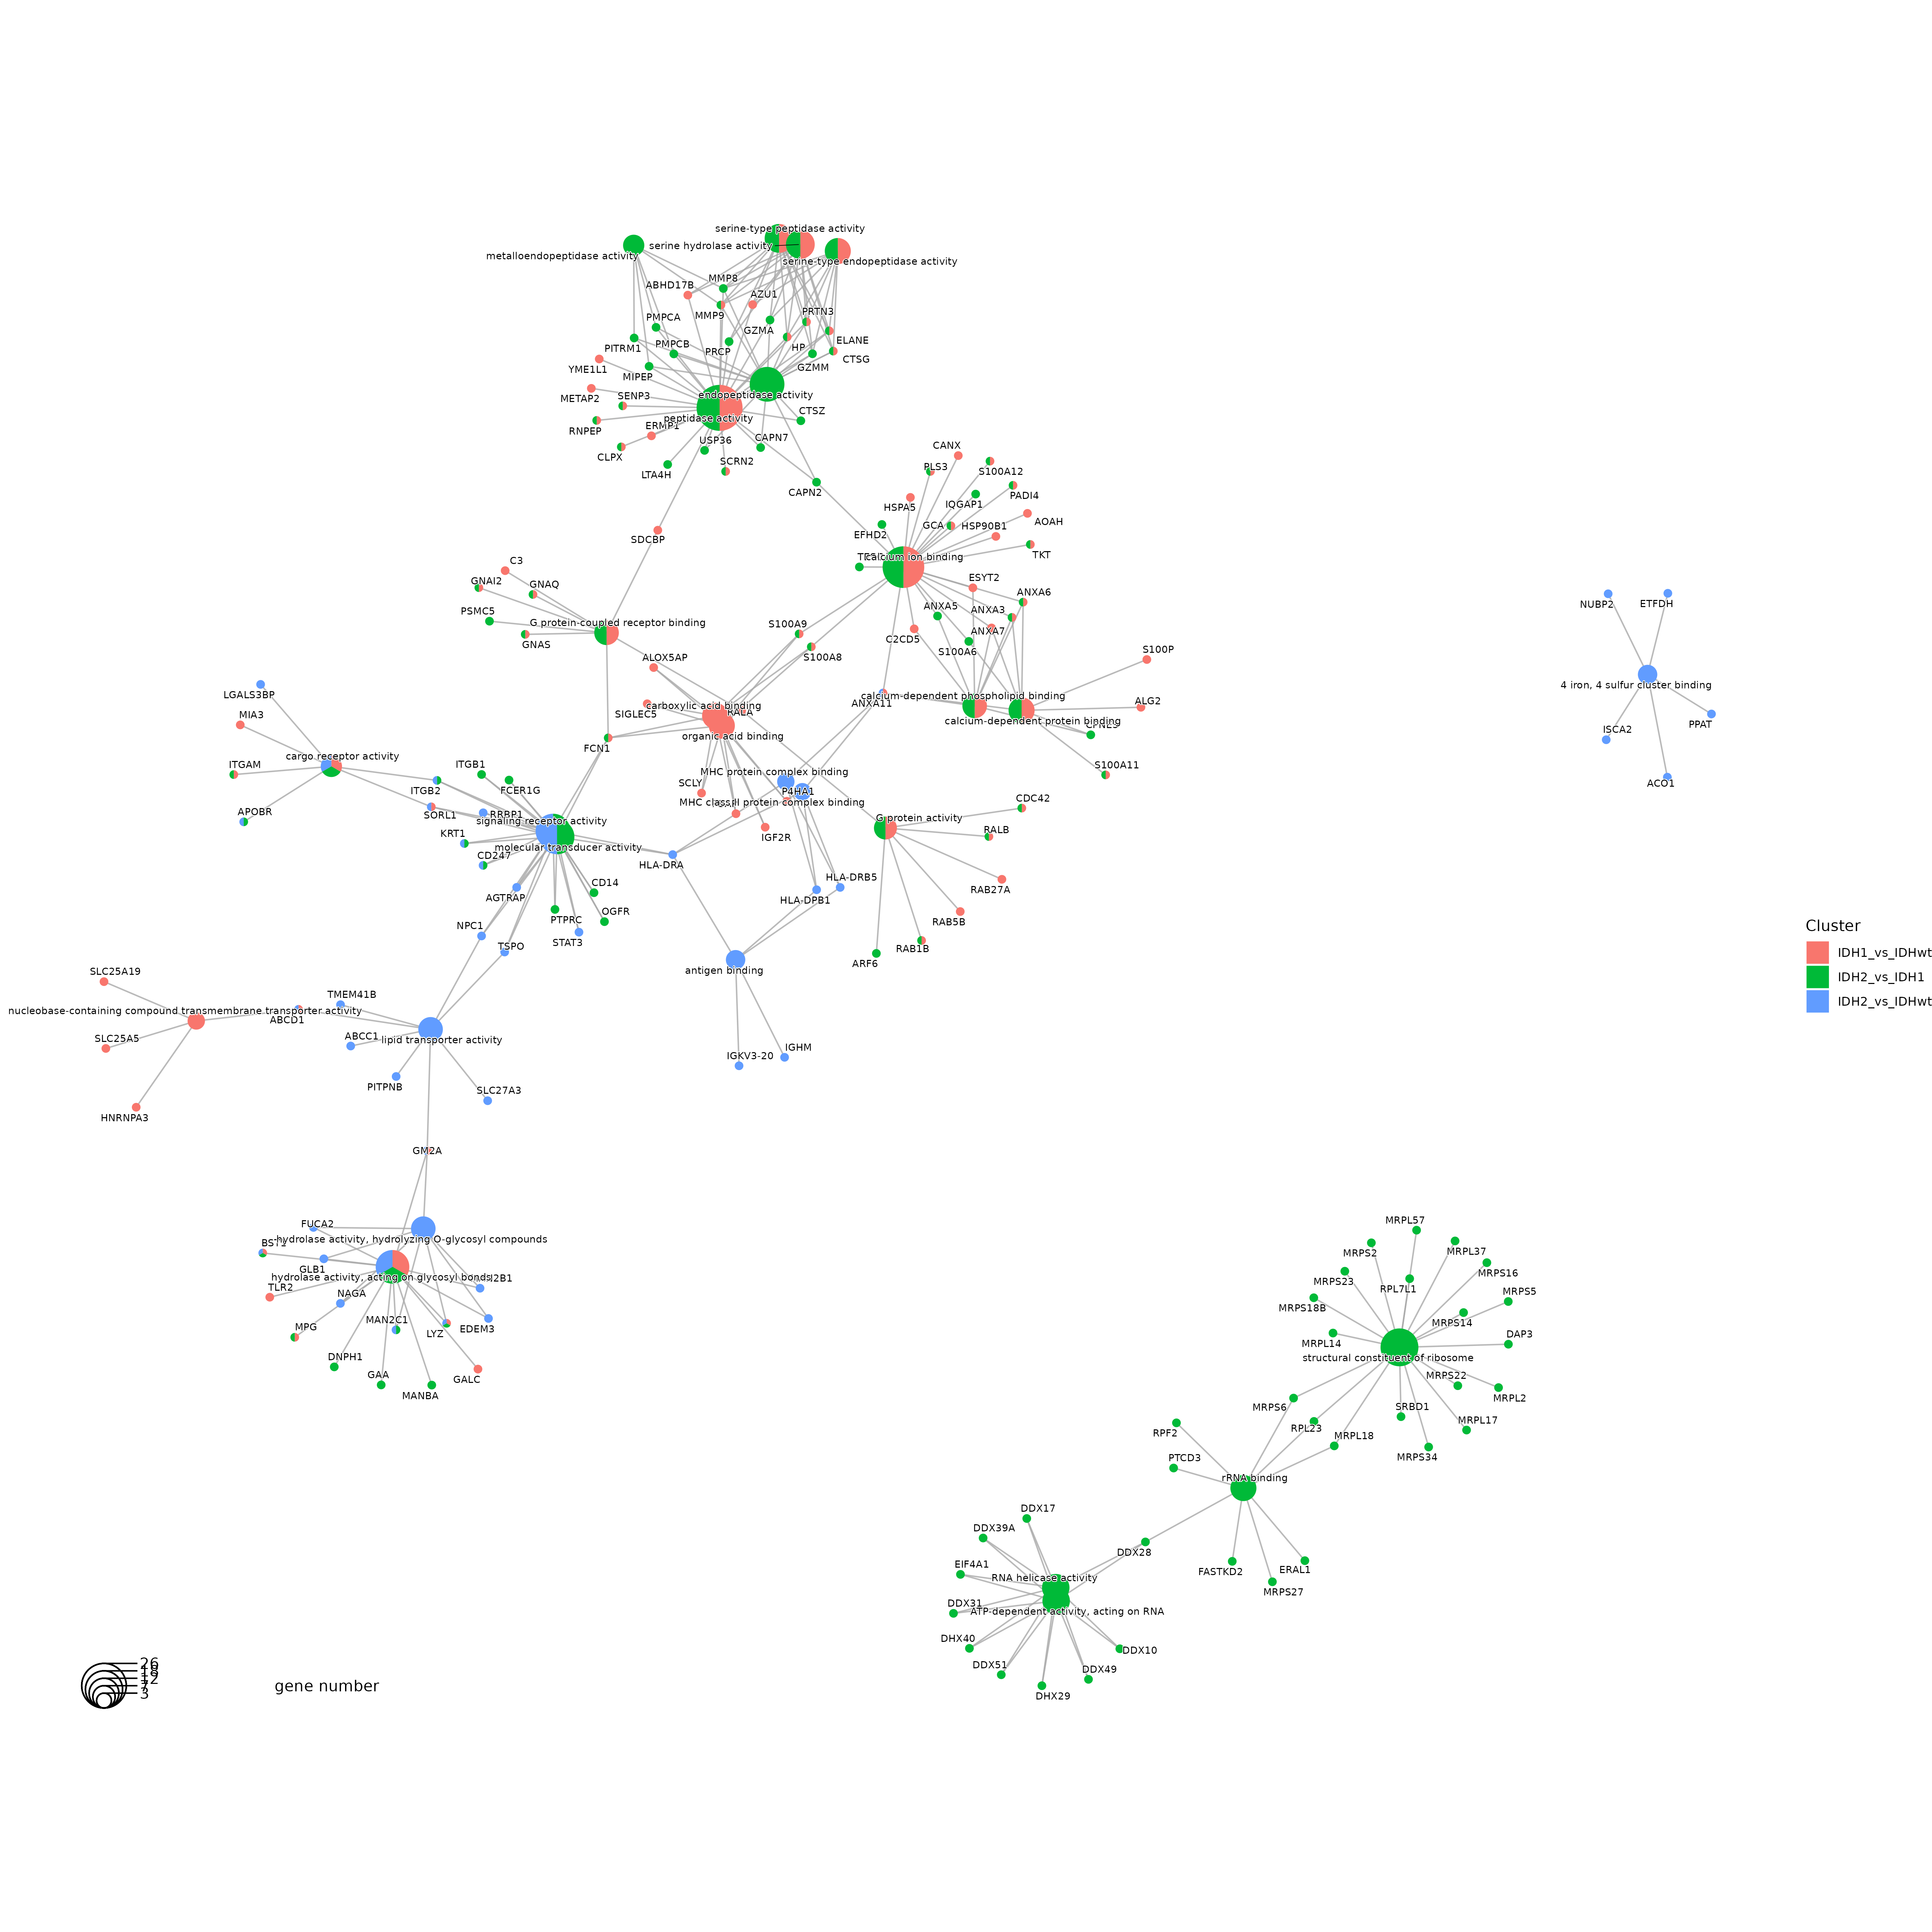 serine-type peptidase activity
serine hydrolase activity
metalloendopeptidase activity
serine-type endopeptidase activity
MMP8
ABHD17B
AZU1
MMP9
PRTN3
PMPCA
GZMA
ELANE
PITRM1
PMPCB
PRCP
HP
CTSG
GZMM
YME1L1
MIPEP
METAP2
SENP3
endopeptidase activity
peptidase activity
CTSZ
RNPEP
ERMP1
USP36
CAPN7
CLPX
SCRN2
LTA4H
CAPN2
CANX
PLS3
S100A12
HSPA5
IQGAP1
PADI4
EFHD2
GCA
HSP90B1
AOAH
calcium ion binding
TKT
SDCBP
C3
GNAI2
GNAQ
PSMC5
G protein-coupled receptor binding
GNAS
ESYT2
ANXA6
ANXA5
ANXA3
S100A9
ANXA7
C2CD5
S100A6
S100A8
ALOX5AP
S100P
calcium-dependent phospholipid binding
ANXA11
ALG2
calcium-dependent protein binding
S100A11
carboxylic acid binding
SIGLEC5
RALA
organic acid binding
FCN1
NUBP2
ETFDH
4 iron, 4 sulfur cluster binding
PPAT
ISCA2
ACO1
LGALS3BP
MIA3
cargo receptor activity
ITGAM
APOBR
ITGB2
ITGB1
FCER1G
SORL1
RRBP1
signaling receptor activity
KRT1
molecular transducer activity
CD247
MHC protein complex binding
SCLY
P4HA1
MHC class II protein complex binding
IGF2R
G protein activity
CDC42
RALB
RAB27A
RAB5B
RAB1B
ARF6
HLA-DRA
HLA-DRB5
HLA-DPB1
AGTRAP
CD14
PTPRC
OGFR
STAT3
NPC1
TSPO
antigen binding
IGKV3-20
IGHM
SLC25A19
nucleobase-containing compound transmembrane transporter activity
ABCD1
SLC25A5
HNRNPA3
TMEM41B
ABCC1
lipid transporter activity
PITPNB
SLC27A3
GM2A
FUCA2
hydrolase activity, hydrolyzing O-glycosyl compounds
GLB1
hydrolase activity, acting on glycosyl bonds
TLR2
NAGA
MPG
MAN2C1
LYZ
EDEM3
DNPH1
GAA
MANBA
GALC
Cluster
IDH1_vs_IDHwt
IDH2_vs_IDH1
IDH2_vs_IDHwt
MRPL57
MRPS2
MRPL37
MRPS23
MRPS16
RPL7L1
MRPS18B
MRPS5
MRPS14
MRPL14
DAP3
structural constituent of ribosome
MRPS22
MRPL2
SRBD1
MRPS6
MRPL17
RPL23
MRPL18
MRPS34
RPF2
PTCD3
rRNA binding
DDX28
FASTKD2
ERAL1
MRPS27
DDX17
DDX39A
EIF4A1
RNA helicase activity
DDX31
ATP-dependent activity, acting on RNA
DHX40
DDX10
DDX51
DDX49
DHX29
26
12
7
3
gene number